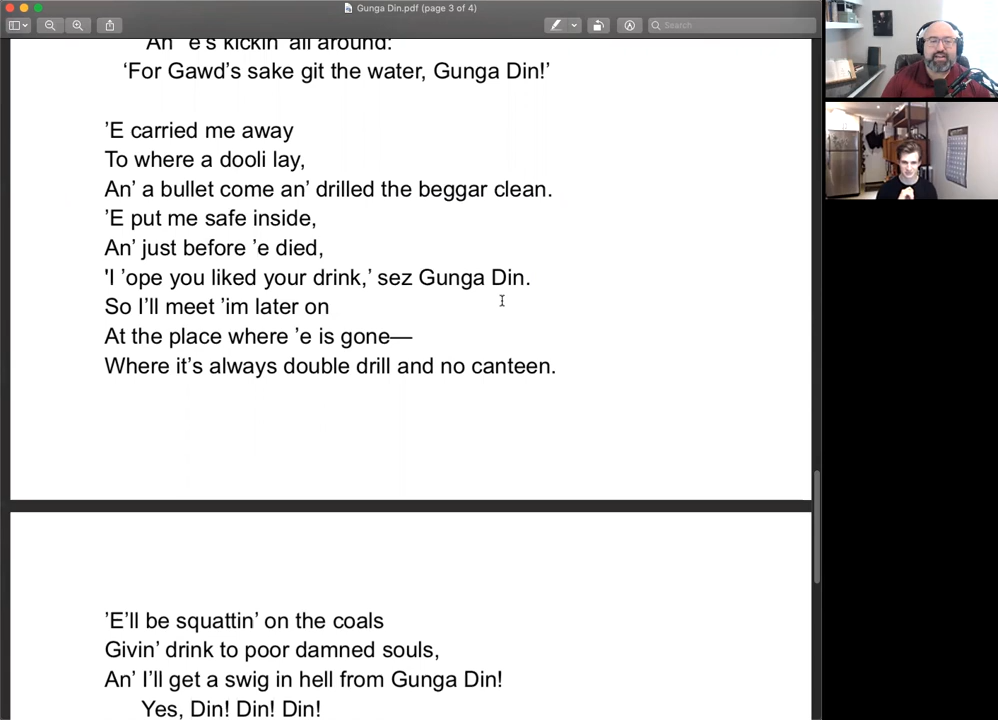 Gunga Din.pdf (page 3 of 4)
Search
An' 'e's kickin' all around:
‘For Gawd’s sake git the water, Gunga Din!’
’E carried me away
To where a dooli lay,
An’ a bullet come an’ drilled the beggar clean.
’E put me safe inside,
An’ just before ’e died,
'I ’ope you liked your drink,’ sez Gunga Din.
So I’ll meet ’im later on
At the place where ’e is gone—
Where it’s always double drill and no canteen.
’E’ll be squattin’ on the coals
Givin’ drink to poor damned souls,
An’ I’ll get a swig in hell from Gunga Din!
Yes, Din! Din! Din!